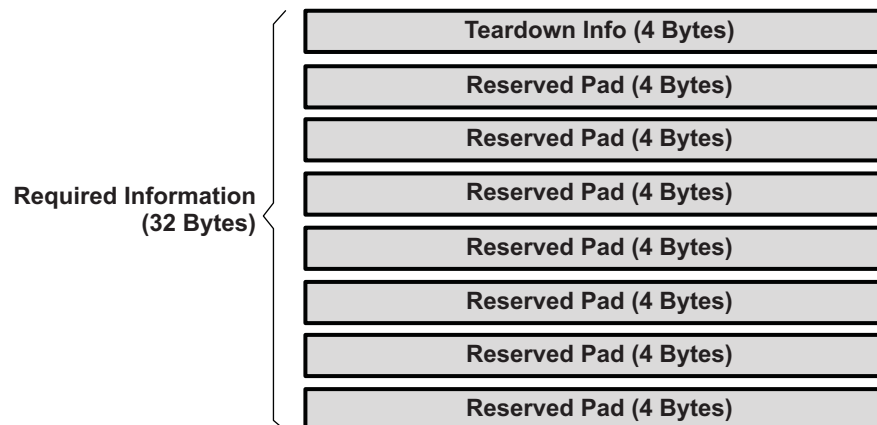 Teardown Info (4 Bytes)
Reserved Pad (4 Bytes)
Reserved Pad (4 Bytes)
Reserved Pad (4 Bytes)
Required Information
(32 Bytes)
Reserved Pad (4 Bytes)
Reserved Pad (4 Bytes)
Reserved Pad (4 Bytes)
Reserved Pad (4 Bytes)